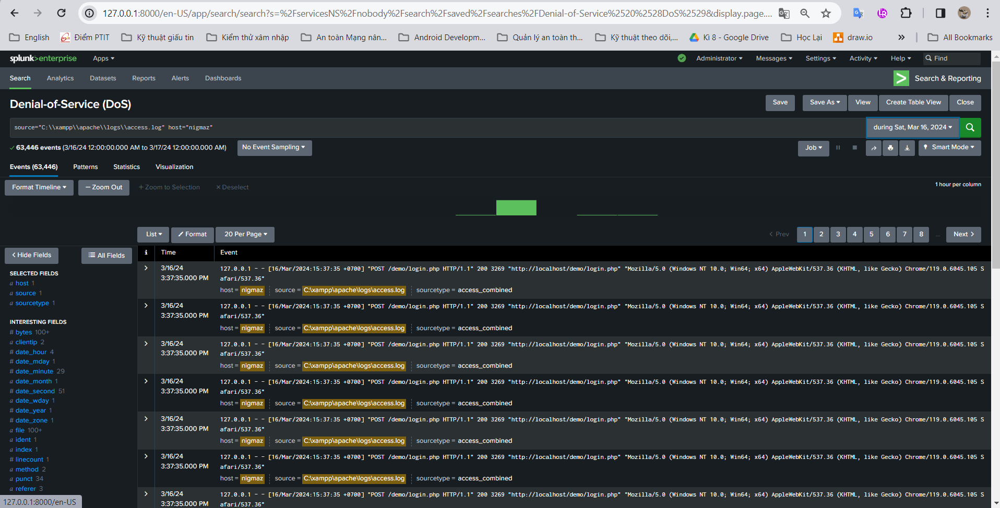 127.0.0.1:8000/en-US/app/search/search?s=%2FservicesNS%2Fnobody%2Fsearch%2Fsaved%2Fsearches%2FDenial-of-Service%2520%2528DoS%2529&display.page....
English Điểm PTIT Kỹ thuật giấu tin Kiểm thử xâm nhập An toàn Mạng nân... Android Developm... Quản lý an toàn th... Kỹ thuật theo dõi,... Kì 8 - Google Drive Học Lại draw.io » All Bookmarks
splunk>enterprise Apps Administrator Messages Settings Activity Help Find
Search Analytics Datasets Reports Alerts Dashboards Search & Reporting
Denial-of-Service (DoS) Save Save As View Create Table View Close
source="C:\\xampp\\apache\\logs\\access.log" host="nigmaz" during Sat, Mar 16, 2024
63,446 events (3/16/24 12:00:00.000 AM to 3/17/24 12:00:00.000 AM) No Event Sampling Job Smart Mode
Events (63,446) Patterns Statistics Visualization
Format Timeline — Zoom Out + Zoom to Selection × Deselect 1 hour per column
List Format 20 Per Page < Prev 1 2 3 4 5 6 7 8 ... Next >
< Hide Fields All Fields
SELECTED FIELDS
a host 1
a source 1
a sourcetype 1
INTERESTING FIELDS
# bytes 100+
a clientip 2
# date_hour 4
# date_mday 1
# date_minute 29
a date_month 1
# date_second 51
a date_wday 1
# date_year 1
# date_zone 1
a file 100+
a ident 1
a index 1
# linecount 1
a method 2
a punct 34
a referer 3
i Time Event
3/16/24 127.0.0.1 - - [16/Mar/2024:15:37:35 +0700] "POST /demo/login.php HTTP/1.1" 200 3269 "http://localhost/demo/login.php" "Mozilla/5.0 (Windows NT 10.0; Win64; x64) AppleWebKit/537.36 (KHTML, like Gecko) Chrome/119.0.6045.105 S
3:37:35.000 PM afari/537.36"
host = nigmaz source = C:\xampp\apache\logs\access.log sourcetype = access_combined
3/16/24 127.0.0.1 - - [16/Mar/2024:15:37:35 +0700] "POST /demo/login.php HTTP/1.1" 200 3269 "http://localhost/demo/login.php" "Mozilla/5.0 (Windows NT 10.0; Win64; x64) AppleWebKit/537.36 (KHTML, like Gecko) Chrome/119.0.6045.105 S
3:37:35.000 PM afari/537.36"
host = nigmaz source = C:\xampp\apache\logs\access.log sourcetype = access_combined
3/16/24 127.0.0.1 - - [16/Mar/2024:15:37:35 +0700] "POST /demo/login.php HTTP/1.1" 200 3269 "http://localhost/demo/login.php" "Mozilla/5.0 (Windows NT 10.0; Win64; x64) AppleWebKit/537.36 (KHTML, like Gecko) Chrome/119.0.6045.105 S
3:37:35.000 PM afari/537.36"
host = nigmaz source = C:\xampp\apache\logs\access.log sourcetype = access_combined
3/16/24 127.0.0.1 - - [16/Mar/2024:15:37:35 +0700] "POST /demo/login.php HTTP/1.1" 200 3269 "http://localhost/demo/login.php" "Mozilla/5.0 (Windows NT 10.0; Win64; x64) AppleWebKit/537.36 (KHTML, like Gecko) Chrome/119.0.6045.105 S
3:37:35.000 PM afari/537.36"
host = nigmaz source = C:\xampp\apache\logs\access.log sourcetype = access_combined
3/16/24 127.0.0.1 - - [16/Mar/2024:15:37:35 +0700] "POST /demo/login.php HTTP/1.1" 200 3269 "http://localhost/demo/login.php" "Mozilla/5.0 (Windows NT 10.0; Win64; x64) AppleWebKit/537.36 (KHTML, like Gecko) Chrome/119.0.6045.105 S
3:37:35.000 PM afari/537.36"
host = nigmaz source = C:\xampp\apache\logs\access.log sourcetype = access_combined
3/16/24 127.0.0.1 - - [16/Mar/2024:15:37:35 +0700] "POST /demo/login.php HTTP/1.1" 200 3269 "http://localhost/demo/login.php" "Mozilla/5.0 (Windows NT 10.0; Win64; x64) AppleWebKit/537.36 (KHTML, like Gecko) Chrome/119.0.6045.105 S
3:37:35.000 PM afari/537.36"
host = nigmaz source = C:\xampp\apache\logs\access.log sourcetype = access_combined
3/16/24 127.0.0.1 - - [16/Mar/2024:15:37:35 +0700] "POST /demo/login.php HTTP/1.1" 200 3269 "http://localhost/demo/login.php" "Mozilla/5.0 (Windows NT 10.0; Win64; x64) AppleWebKit/537.36 (KHTML, like Gecko) Chrome/119.0.6045.105 S
3:37:35.000 PM afari/537.36"
127.0.0.1:8000/en-US